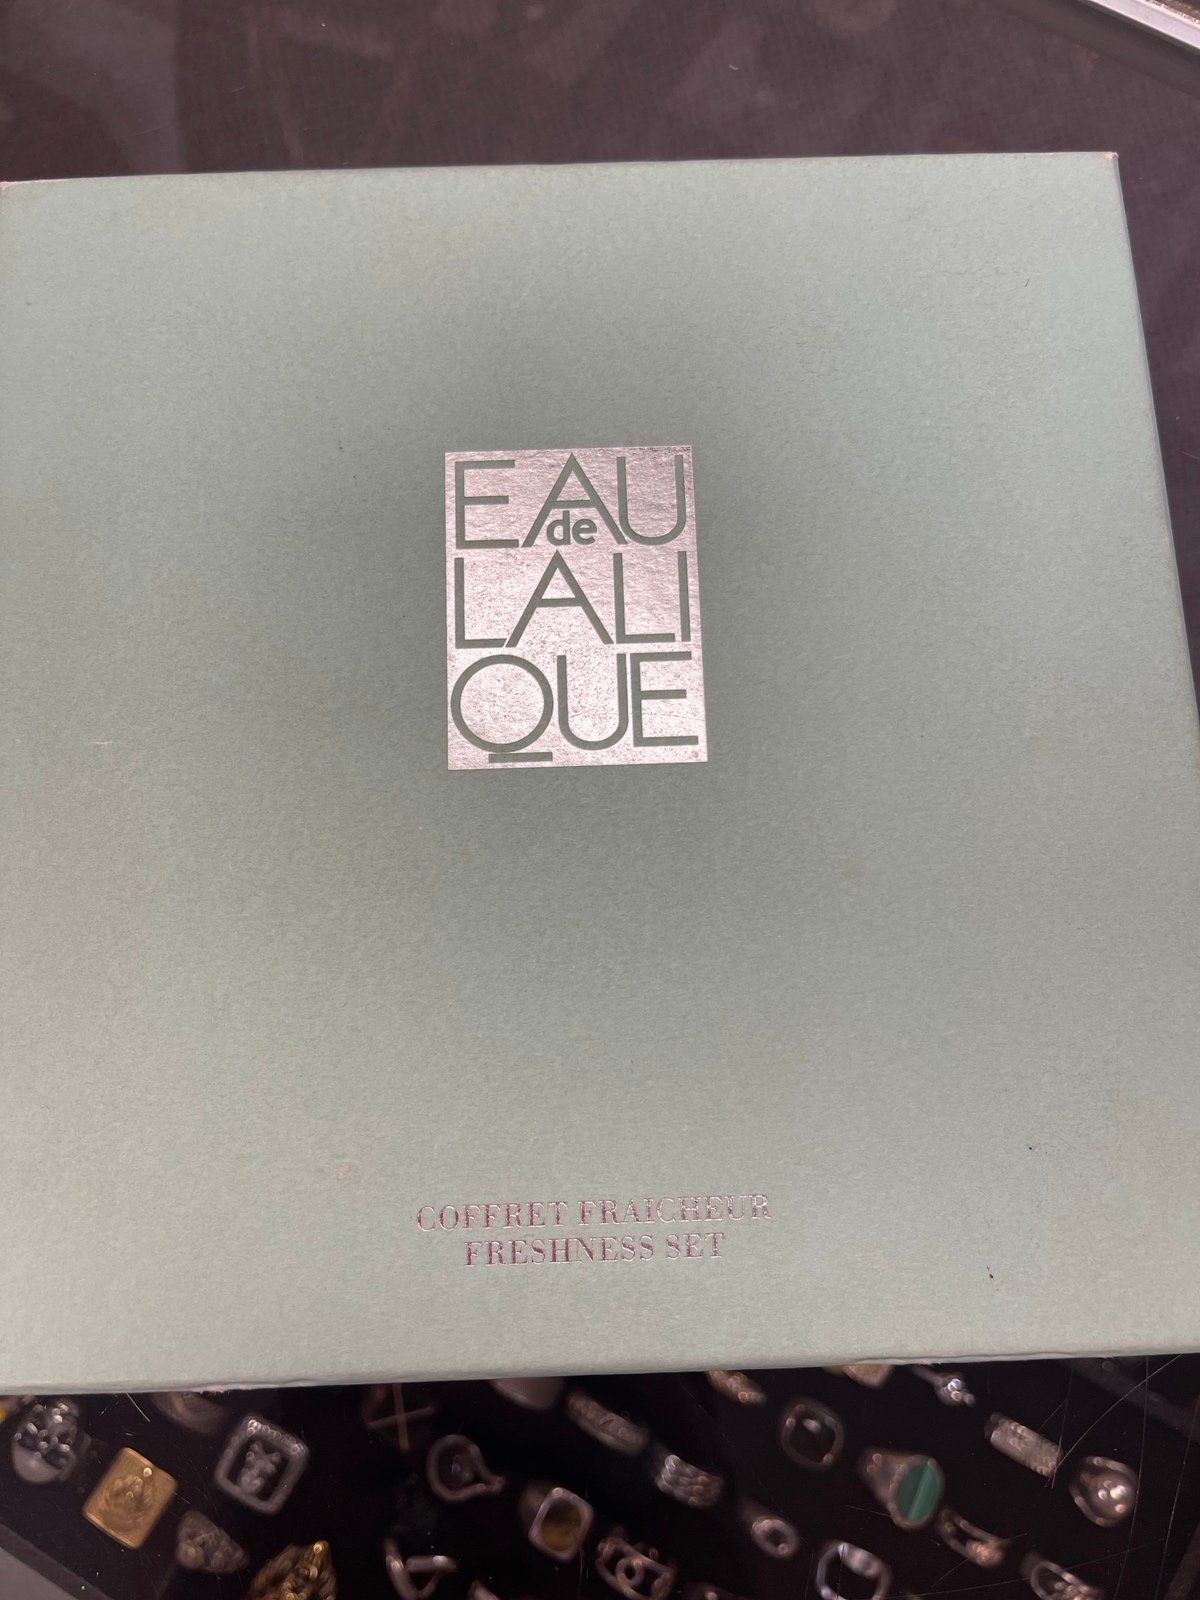 EAU
de
LALI
QUE
COFFRET FRAICHEUR
FRESHNESS SET